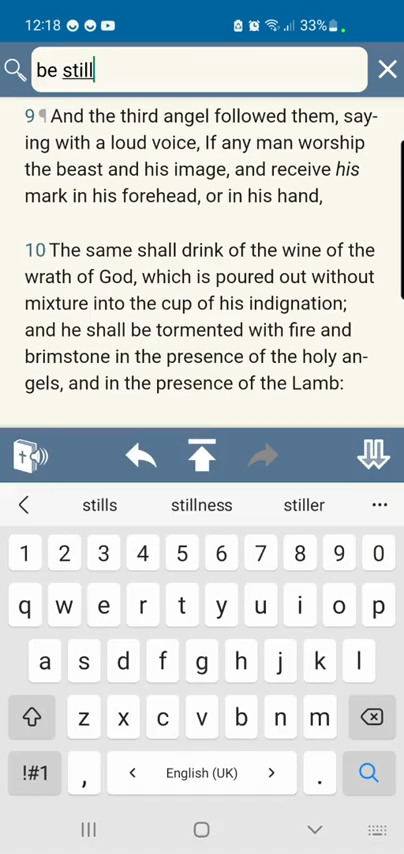 12:18 33%
be still
9 ¶ And the third angel followed them, say-
ing with a loud voice, If any man worship
the beast and his image, and receive his
mark in his forehead, or in his hand,
10 The same shall drink of the wine of the
wrath of God, which is poured out without
mixture into the cup of his indignation;
and he shall be tormented with fire and
brimstone in the presence of the holy an-
gels, and in the presence of the Lamb:
stills stillness stiller ...
1 2 3 4 5 6 7 8 9 0
q w e r t y u i o p
a s d f g h j k l
z x c v b n m
!#1 , < English (UK) > .